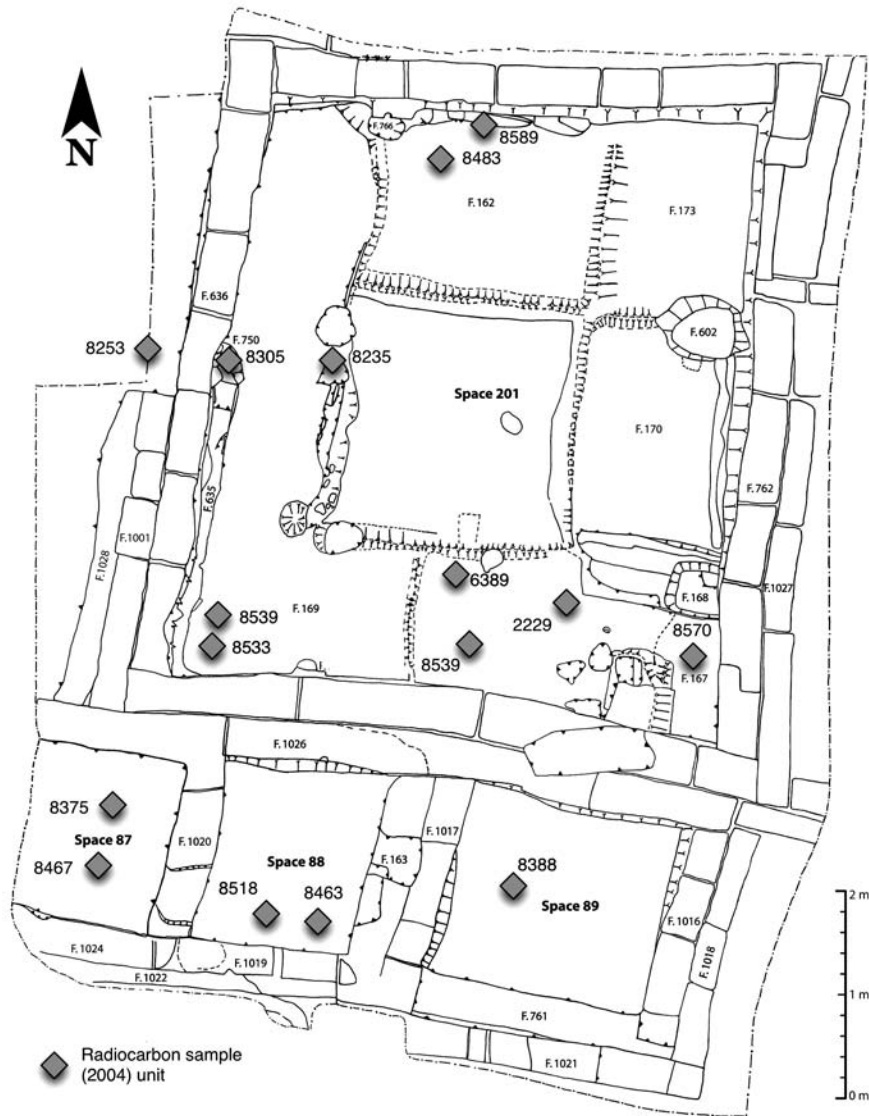 N
F.766
8589
8483
F.162
F.173
F.636
F.602
8253
F.750
8305
8235
Space 201
F.170
F.635
F.762
F.1001
F.1028
F.1027
6389
F.168
8539
F.169
2229
8570
8533
8539
F.167
F.1026
8375
F.1020
F.1017
Space 87
Space 88
F.163
8467
8388
8518
8463
Space 89
F.1016
2 m
F.1024
F.1019
F.1018
F.1022
F.761
1 m
F.1021
Radiocarbon sample
(2004) unit
0 m